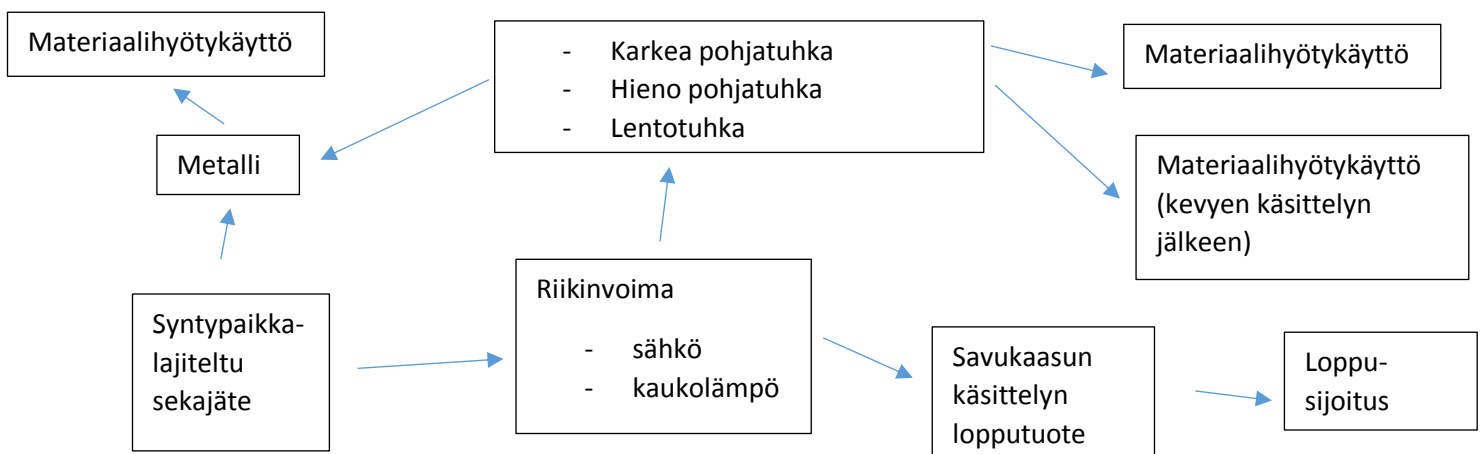 Materiaalihyötykäyttö
- Karkea pohjatuhka
- Hieno pohjatuhka
- Lentotuhka
Materiaalihyötykäyttö
Metalli
Materiaalihyötykäyttö
(kevyen käsittelyn
jälkeen)
Syntypaikka-
lajiteltu
sekajäte
Riikinvoima
- sähkö
- kaukolämpö
Savukaasun
käsittelyn
lopputuote
Loppu-
sijoitus